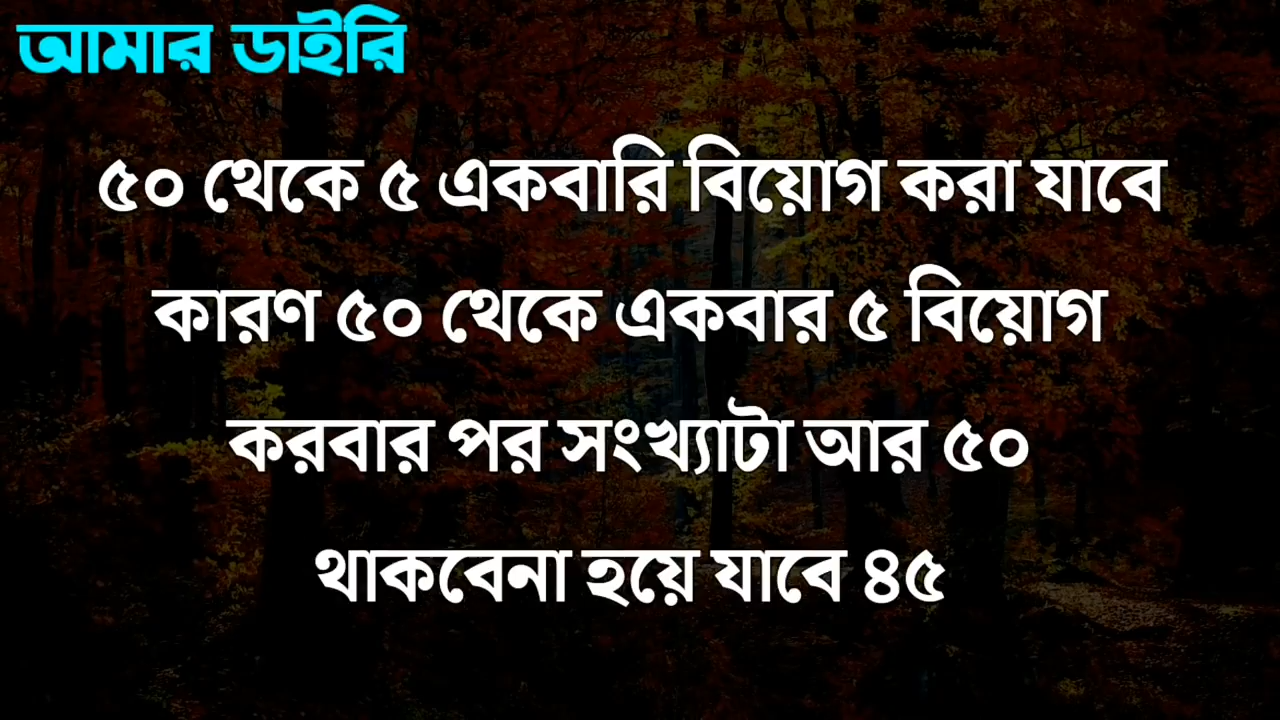 আমার ডাইরি
৫০ থেকে ৫ একবারি বিয়োগ করা যাবে
কারণ ৫০ থেকে একবার ৫ বিয়োগ
করবার পর সংখ্যাটা আর ৫০
থাকবেনা হয়ে যাবে ৪৫